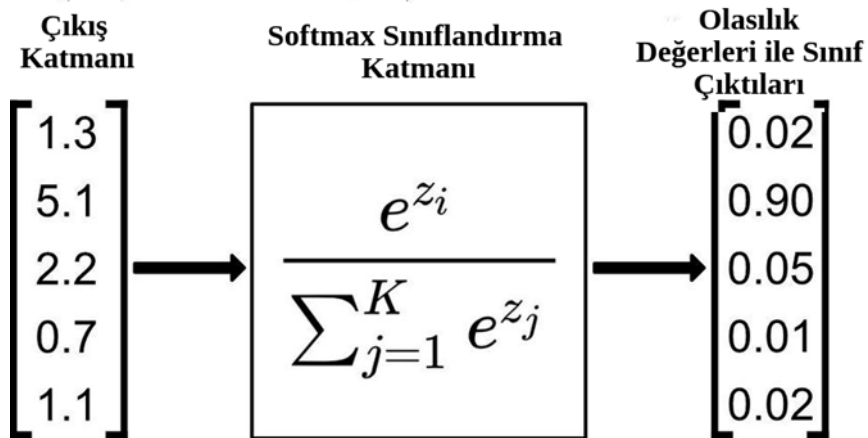 Çıkış
Katmanı
1.3
5.1
2.2
0.7
1.1
Softmax Sınıflandırma
Katmanı
e^{z_i}
∑_{j=1}^{K} e^{z_j}
Olasılık
Değerleri ile Sınıf
Çıktıları
0.02
0.90
0.05
0.01
0.02